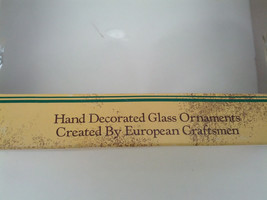 Hand Decorated Glass Ornaments
Created By European Craftsmen